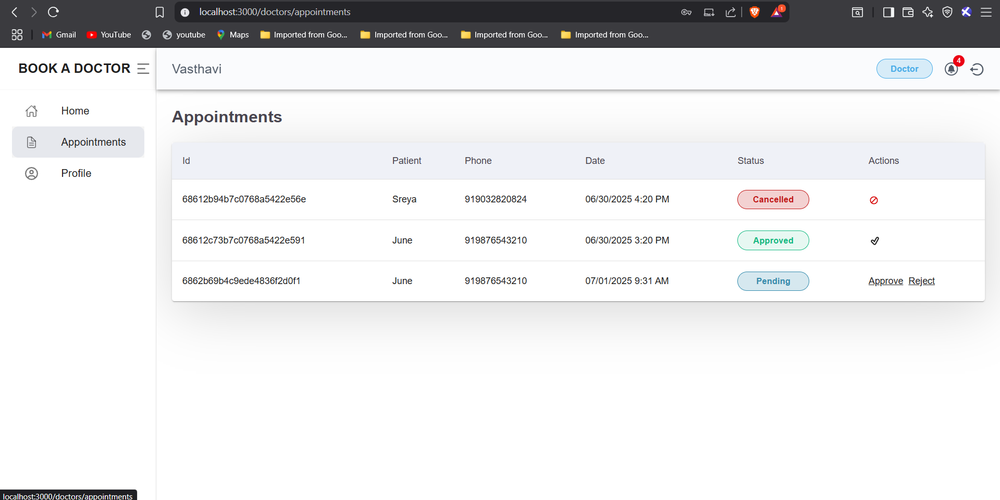 localhost:3000/doctors/appointments
1
Gmail YouTube youtube Maps Imported from Goo... Imported from Goo... Imported from Goo... Imported from Goo...
BOOK A DOCTOR
Vasthavi
Doctor
4
Home
Appointments
Profile
Appointments
Id Patient Phone Date Status Actions
68612b94b7c0768a5422e56e Sreya 919032820824 06/30/2025 4:20 PM Cancelled
68612c73b7c0768a5422e591 June 919876543210 06/30/2025 3:20 PM Approved
6862b69b4c9ede4836f2d0f1 June 919876543210 07/01/2025 9:31 AM Pending Approve Reject
localhost:3000/doctors/appointments